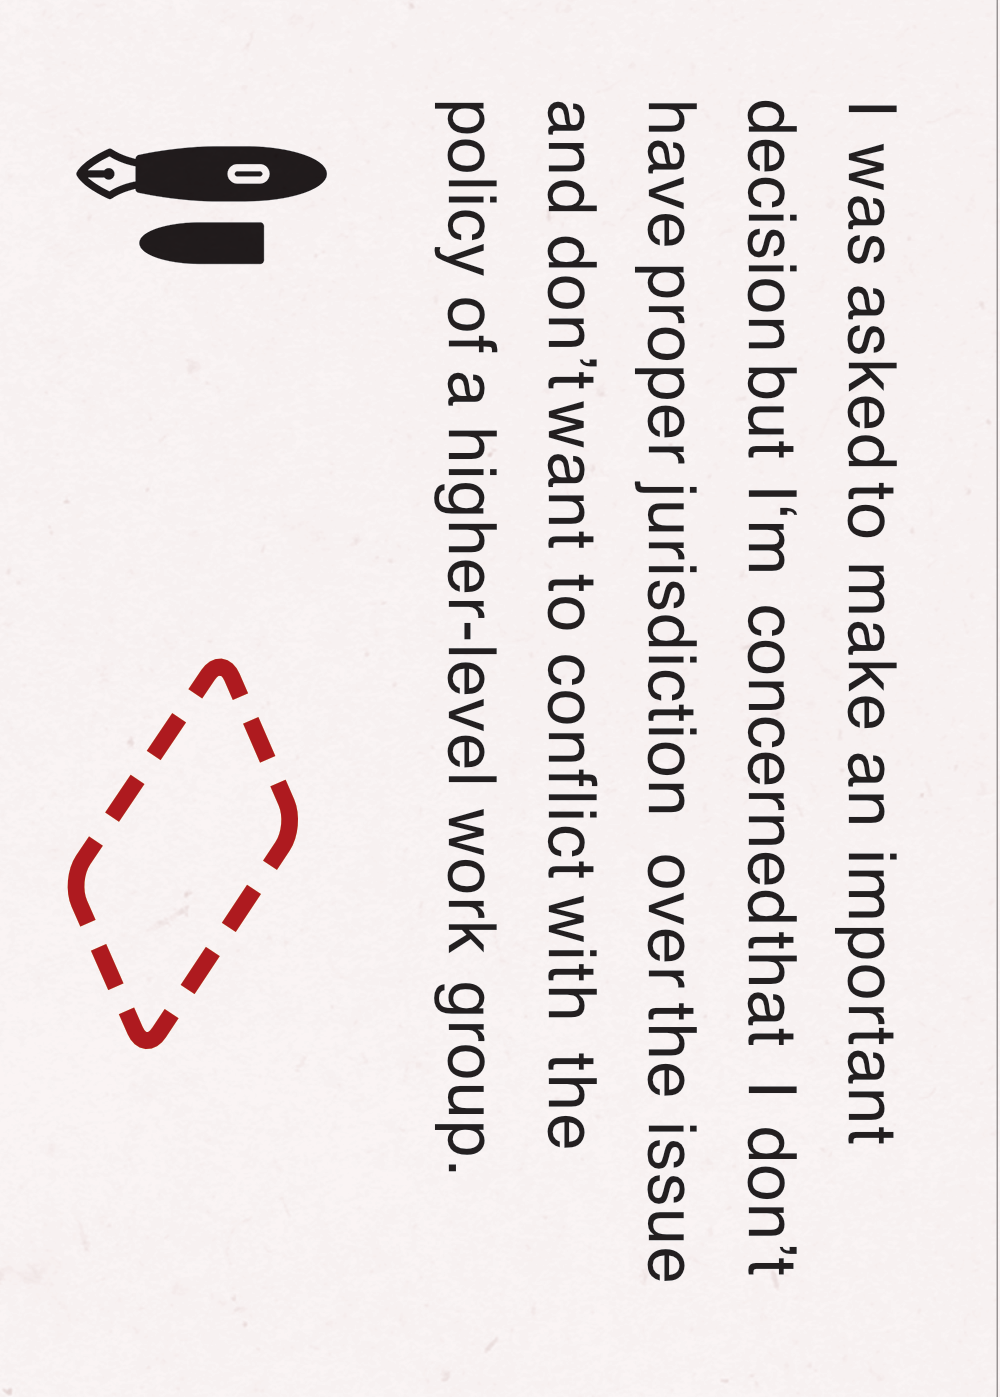 I was asked to make an important
decision but I‘m concerned that I don’t
have proper jurisdiction over the issue
and don’t want to conflict with the
policy of a higher-level work group.